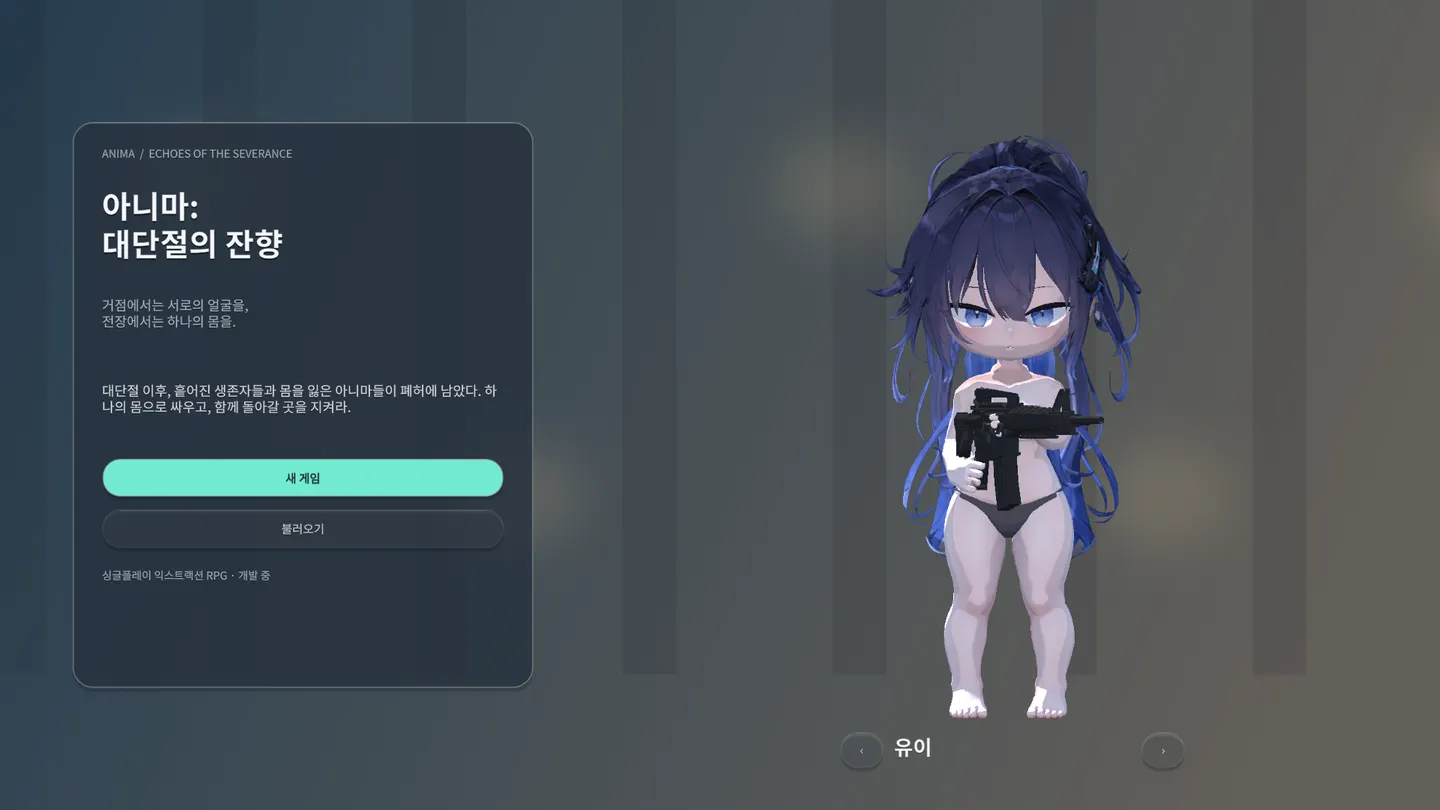 ANIMA / ECHOES OF THE SEVERANCE
아니마:
대단절의 잔향
거점에서는 서로의 얼굴을,
전장에서는 하나의 몸을.
대단절 이후, 흩어진 생존자들과 몸을 잃은 아니마들이 폐허에 남았다. 하
나의 몸으로 싸우고, 함께 돌아갈 곳을 지켜라.
새 게임
불러오기
싱글플레이 익스트랙션 RPG · 개발 중
‹ 유이 ›